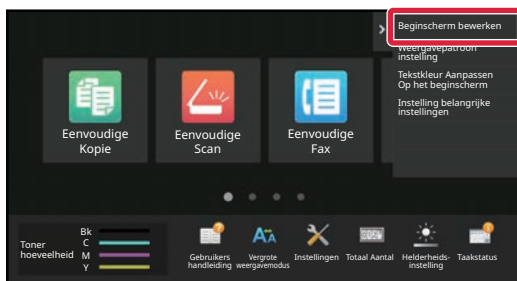 Beginscherm bewerken
Weergavepatroon
instelling
Tekstkleur Aanpassen
Op het beginscherm
Instelling belangrijke
instellingen
Eenvoudige
Kopie
Eenvoudige
Scan
Eenvoudige
Fax
Toner
hoeveelheid
Bk
C
M
Y
Gebruikers
handleiding
Vergrote
weergavemodus
Instellingen
Totaal Aantal
Helderheids-
instelling
Taakstatus